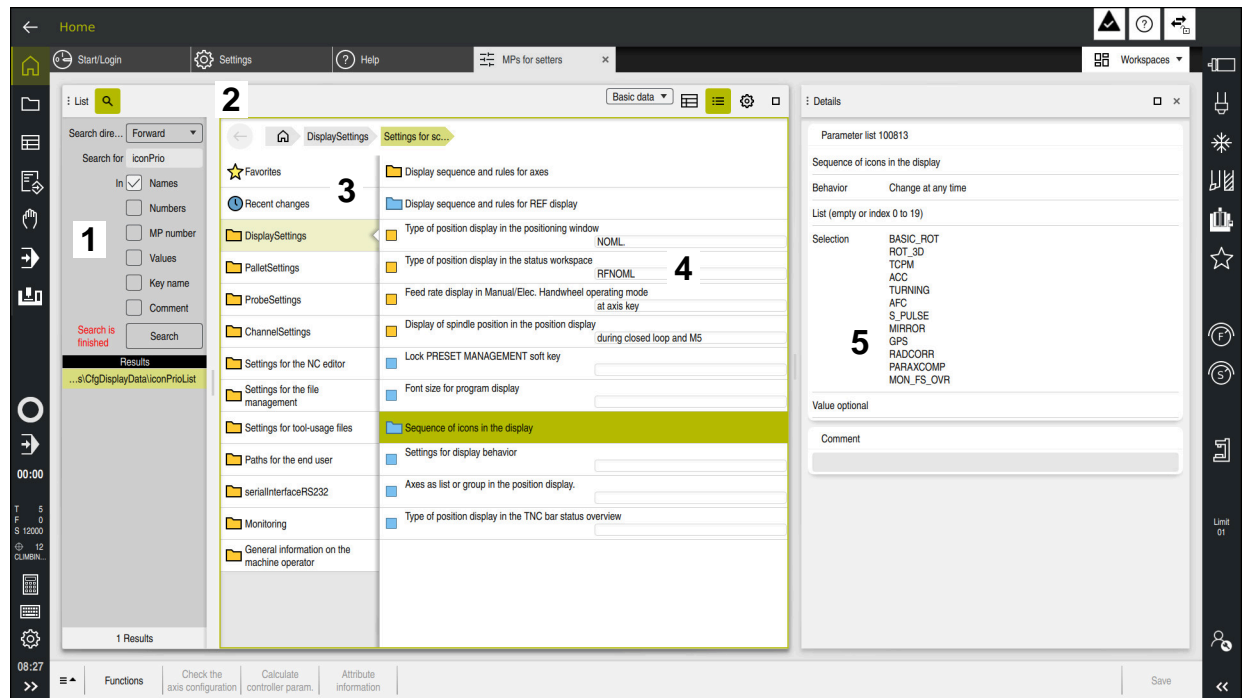 Home
Start/Login
Settings
Help
MPs for setters
Workspaces
List
2
Basic data
Details
Search dire...
Forward
Search for
iconPrio
In
Names
Numbers
MP number
Values
Key name
Comment
1
Search is
finished
Search
Results
...s\CfgDisplayData\iconPrioList
1 Results
DisplaySettings
Settings for sc...
Favorites
Recent changes
3
DisplaySettings
PalletSettings
ProbeSettings
ChannelSettings
Settings for the NC editor
Settings for the file
management
Settings for tool-usage files
Paths for the end user
serialInterfaceRS232
Monitoring
General information on the
machine operator
Display sequence and rules for axes
Display sequence and rules for REF display
Type of position display in the positioning window
NOML.
Type of position display in the status workspace
RFNOML
4
Feed rate display in Manual/Elec. Handwheel operating mode
at axis key
Display of spindle position in the position display
during closed loop and M5
Lock PRESET MANAGEMENT soft key
Font size for program display
Sequence of icons in the display
Settings for display behavior
Axes as list or group in the position display.
Type of position display in the TNC bar status overview
Parameter list 100813
Sequence of icons in the display
Behavior
Change at any time
List (empty or index 0 to 19)
Selection
BASIC_ROT
ROT_3D
TCPM
ACC
TURNING
AFC
S_PULSE
MIRROR
GPS
RADCORR
PARAXCOMP
MON_FS_OVR
5
Value optional
Comment
00:00
T 5
F 0
S 12000
12
CLIMBIN...
08:27
F
S
Limit
01
Functions
Check the
axis configuration
Calculate
controller param.
Attribute
information
Save